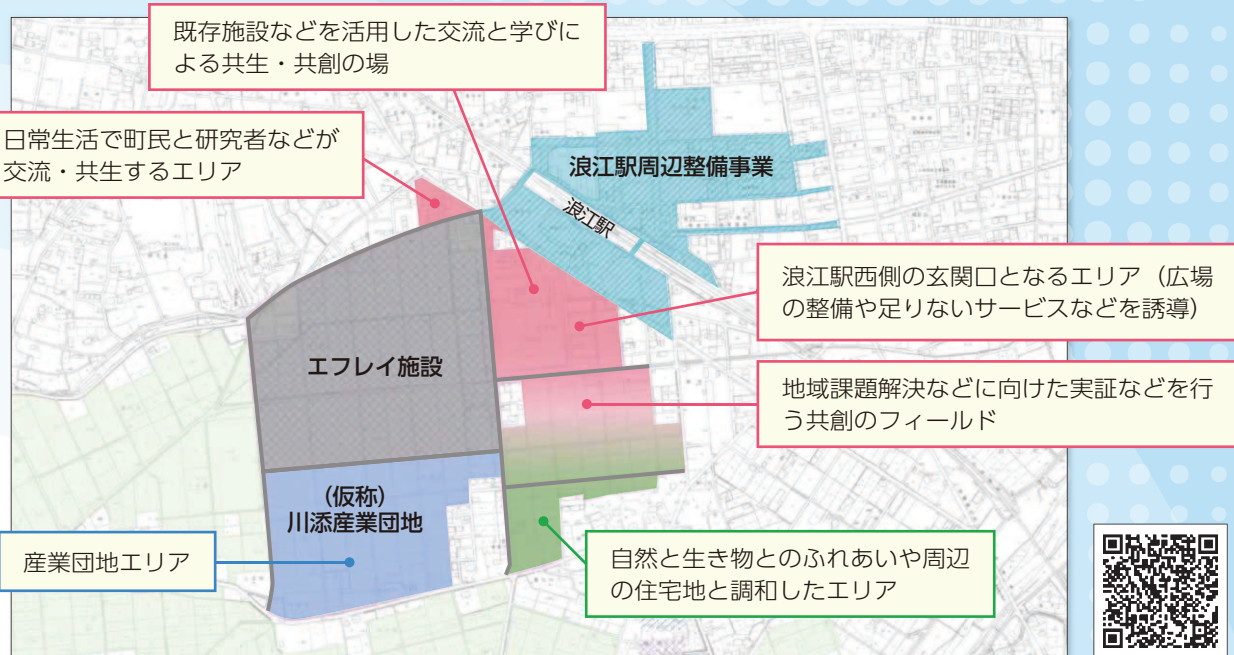 既存施設などを活用した交流と学びに
よる共生・共創の場
日常生活で町民と研究者などが
交流・共生するエリア
浪江駅周辺整備事業
浪江駅
浪江駅西側の玄関口となるエリア（広場
の整備や足りないサービスなどを誘導）
エフレイ施設
地域課題解決などに向けた実証などを行
う共創のフィールド
（仮称）
川添産業団地
産業団地エリア
自然と生き物とのふれあいや周辺
の住宅地と調和したエリア